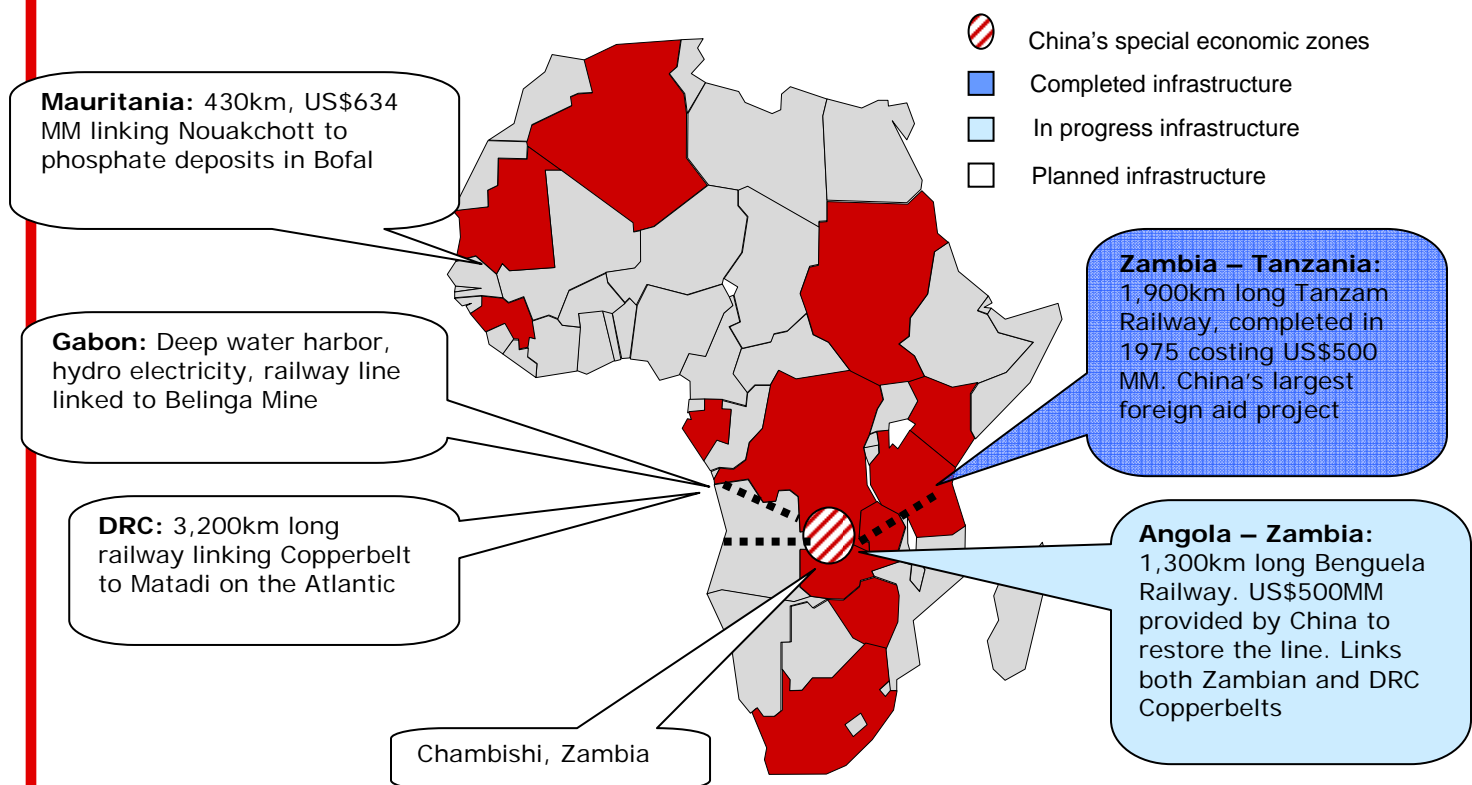 China's special economic zones
Completed infrastructure
In progress infrastructure
Planned infrastructure
Mauritania: 430km, US$634
MM linking Nouakchott to
phosphate deposits in Bofal
Gabon: Deep water harbor,
hydro electricity, railway line
linked to Belinga Mine
DRC: 3,200km long
railway linking Copperbelt
to Matadi on the Atlantic
Chambishi, Zambia
Zambia – Tanzania:
1,900km long Tanzam
Railway, completed in
1975 costing US$500
MM. China's largest
foreign aid project
Angola – Zambia:
1,300km long Benguela
Railway. US$500MM
provided by China to
restore the line. Links
both Zambian and DRC
Copperbelts